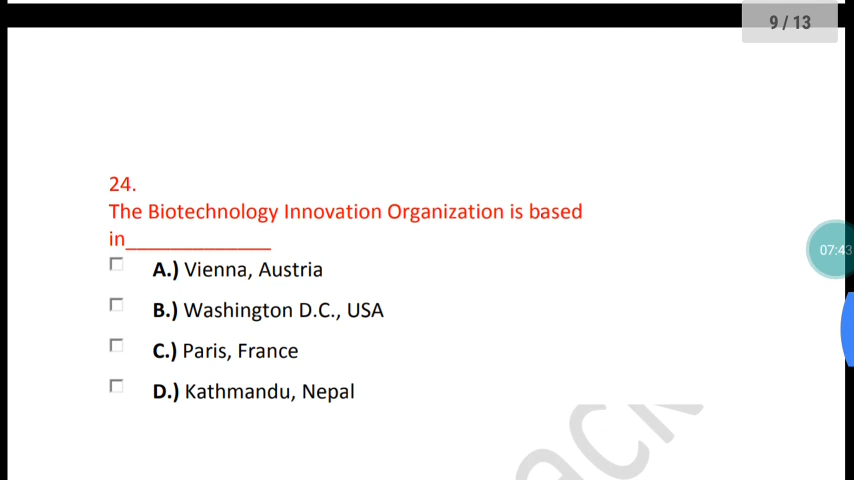 9 / 13
24.
The Biotechnology Innovation Organization is based
in______________
A.) Vienna, Austria
07:43
B.) Washington D.C., USA
C.) Paris, France
D.) Kathmandu, Nepal